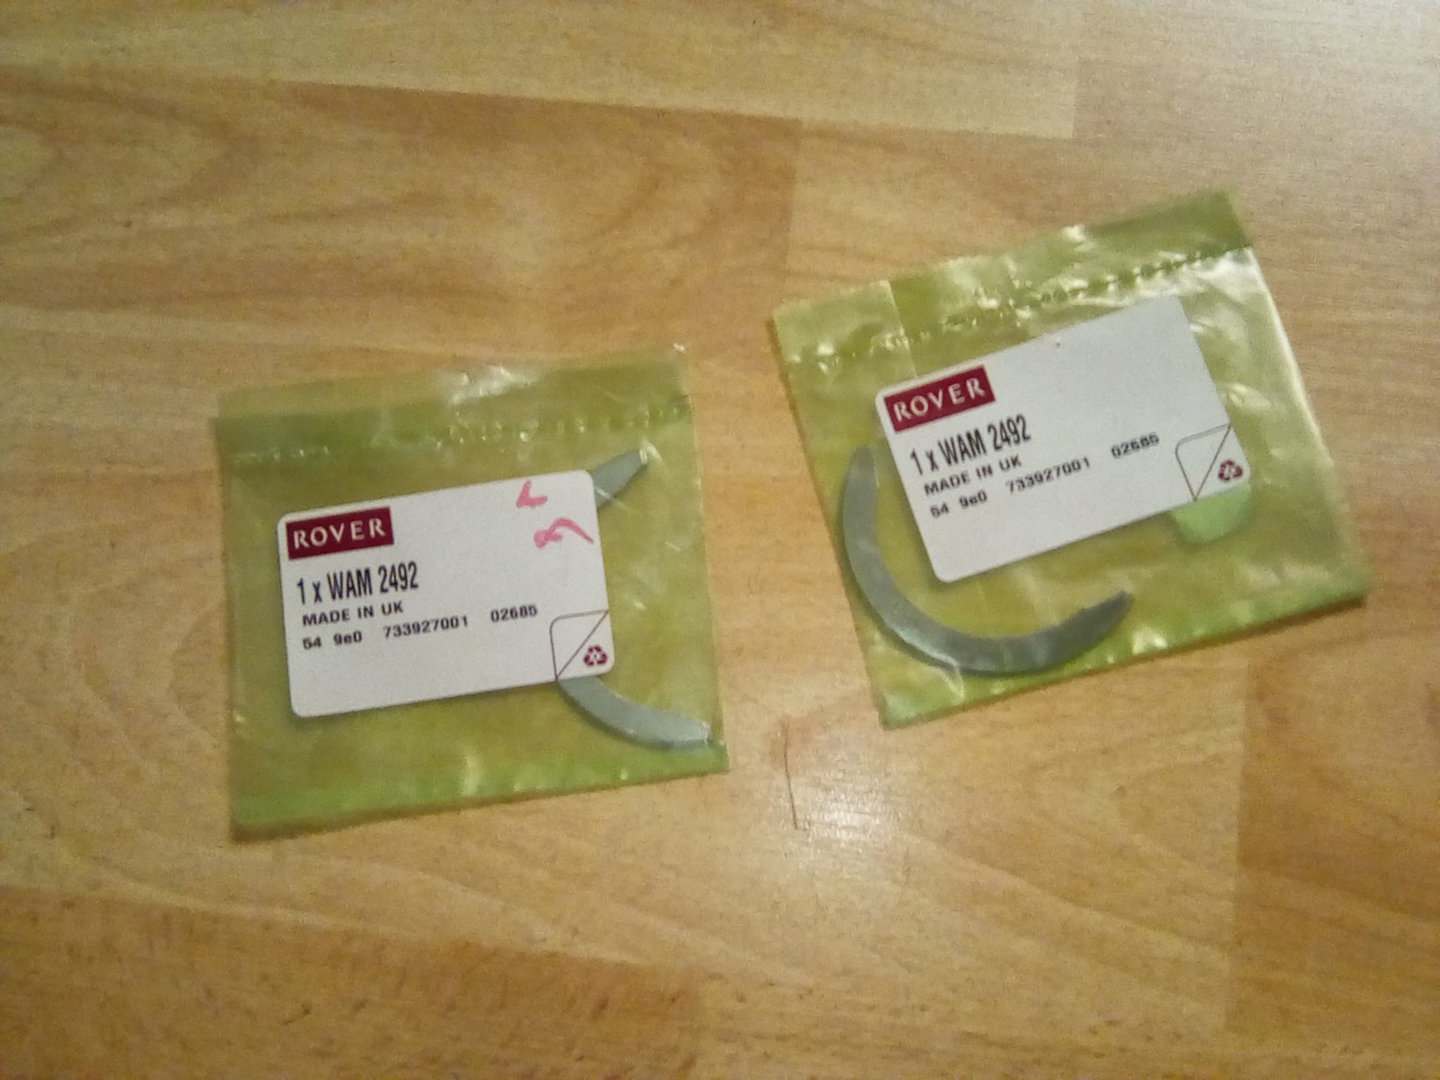 ROVER
1 x WAM 2492
MADE IN UK
54 9e0 733927001 02685
ROVER
1 x WAM 2492
MADE IN UK
54 9e0 733927001 02685